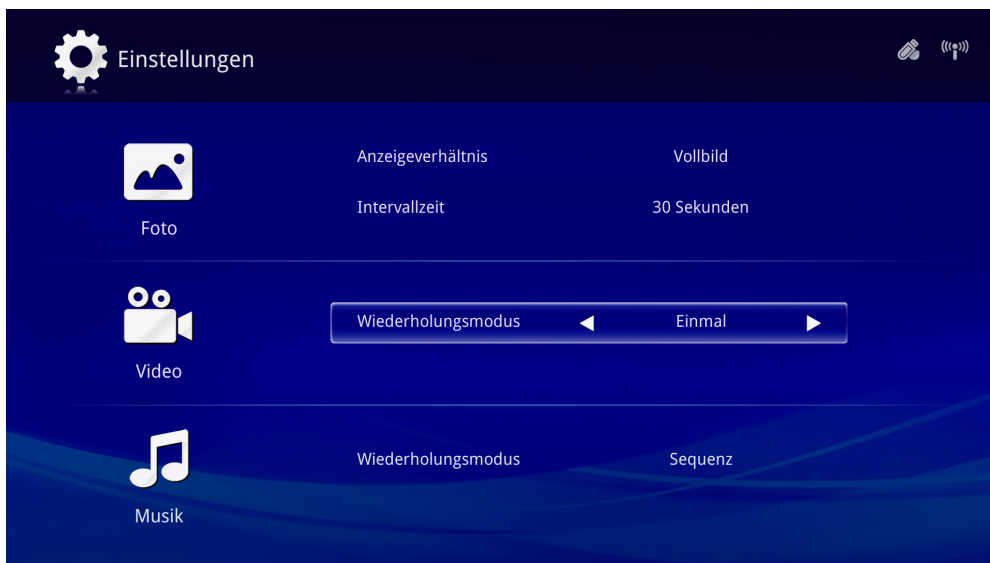 Einstellungen
Anzeigeverhältnis Vollbild
Intervallzeit 30 Sekunden
Foto
Wiederholungsmodus Einmal
Video
Wiederholungsmodus Sequenz
Musik